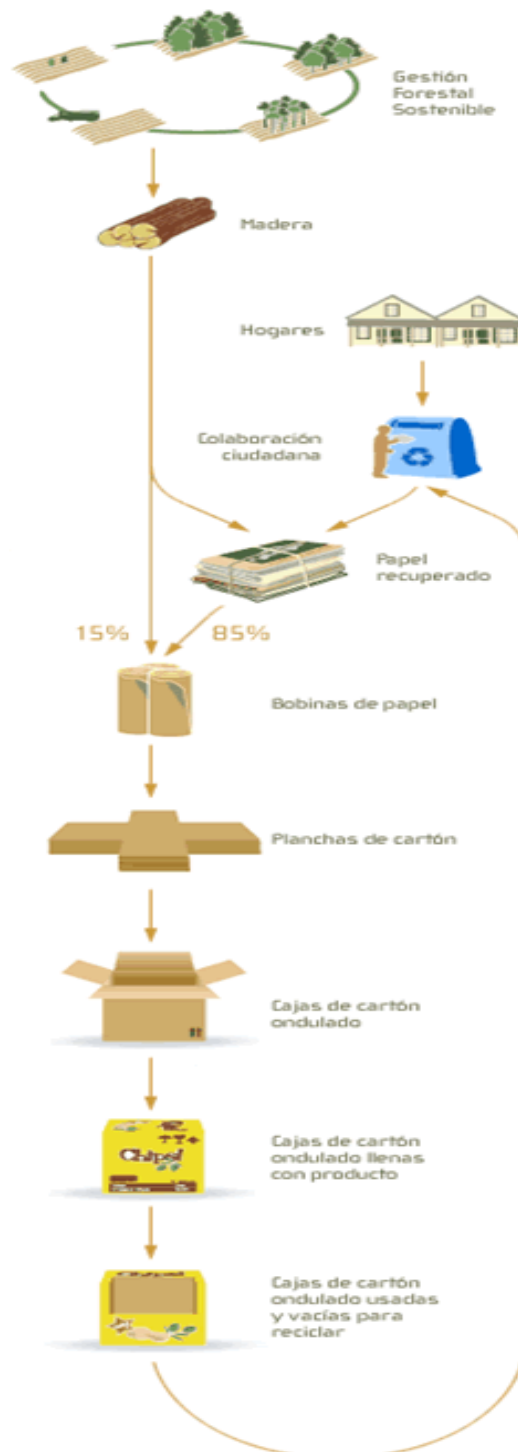 Gestión
Forestal
Sostenible
Madera
Hogares
Colaboración
ciudadana
Papel
recuperado
15%
85%
Bobinas de papel
Planchas de cartón
Cajas de cartón
ondulado
Cajas de cartón
ondulado llenas
con producto
Chips!
Cajas de cartón
ondulado usadas
y vacías para
reciclar